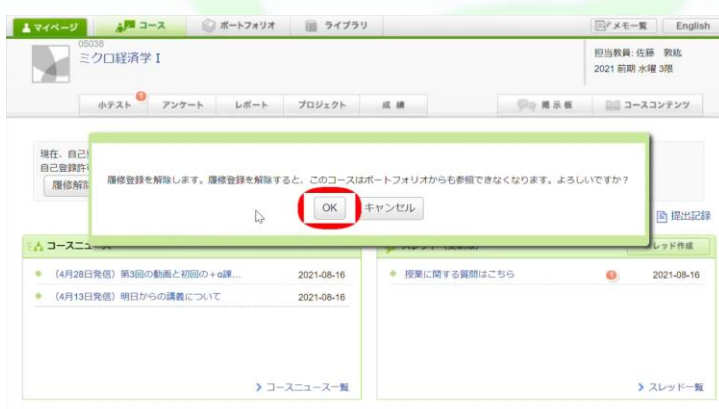 マイページ コース ポートフォリオ ライブラリ メモ一覧 English
05038
ミクロ経済学 I
担当教員: 佐藤 敦紘
2021 前期 水曜 3限
小テスト 1 アンケート レポート プロジェクト 成績 掲示板 コースコンテンツ
現在、自己
自己登録許
履修解除
履修登録を解除します。履修登録を解除すると、このコースはポートフォリオからも参照できなくなります。よろしいですか?
OK キャンセル
提出記録
コースニュース
スレッド作成
(4月28日発信) 第3回の動画と初回の+α課... 2021-08-16
(4月13日発信) 明日からの講義について 2021-08-16
授業に関する質問はこちら 2021-08-16
コースニュース一覧
スレッド一覧